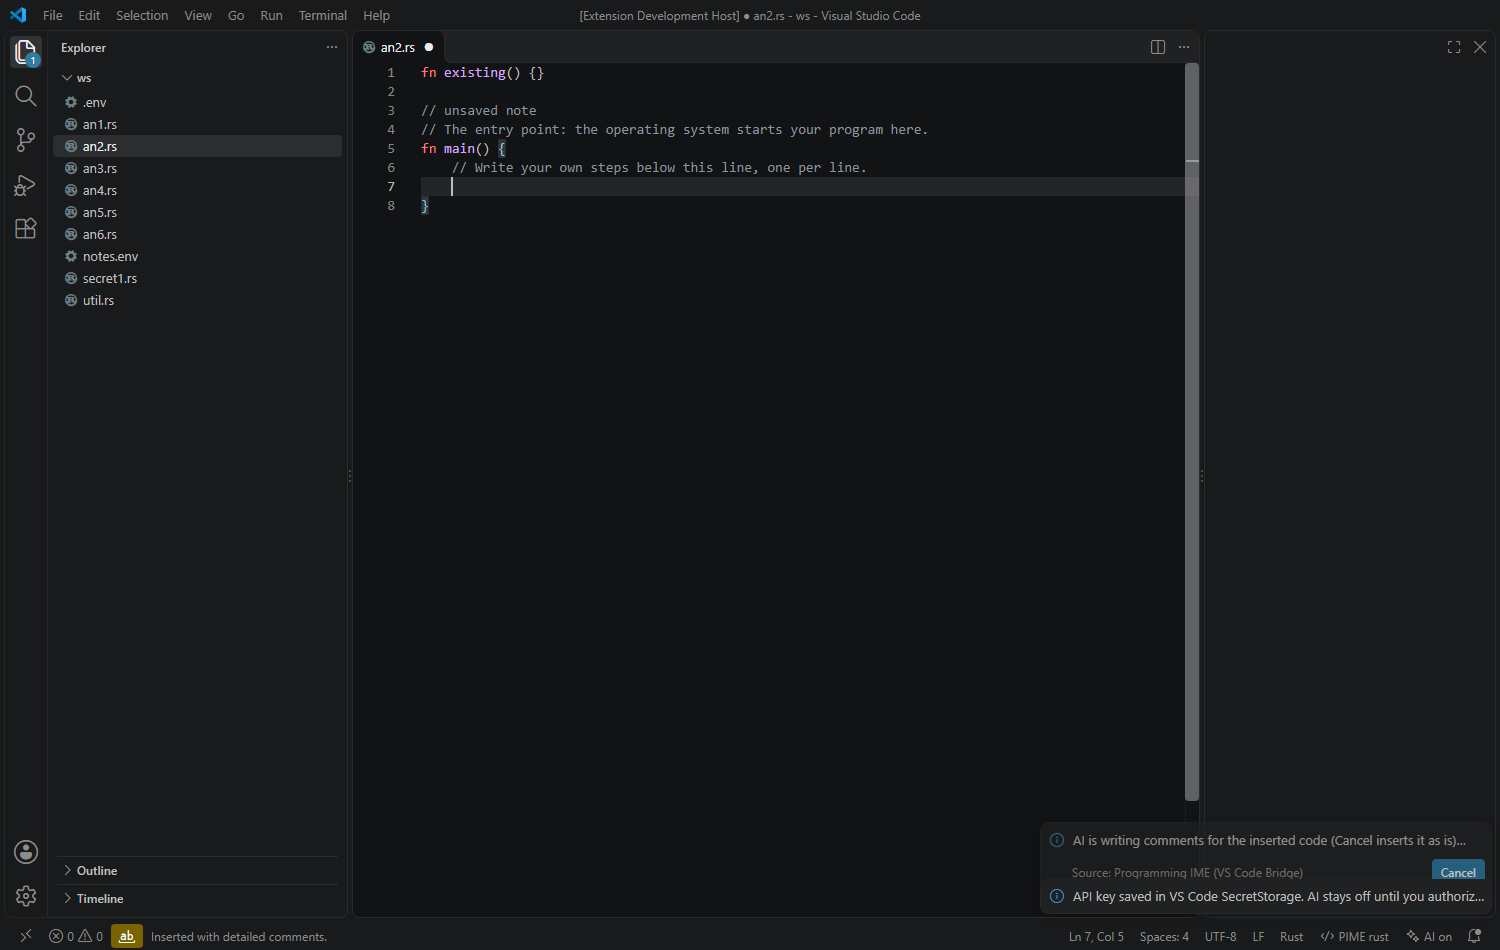 File Edit Selection View Go Run Terminal Help
[Extension Development Host] ● an2.rs - ws - Visual Studio Code
Explorer
ws
.env
an1.rs
an2.rs
an3.rs
an4.rs
an5.rs
an6.rs
notes.env
secret1.rs
util.rs
Outline
Timeline
1
an2.rs
1 fn existing() {}
2
3 // unsaved note
4 // The entry point: the operating system starts your program here.
5 fn main() {
6 // Write your own steps below this line, one per line.
7
8 }
AI is writing comments for the inserted code (Cancel inserts it as is)...
Source: Programming IME (VS Code Bridge)
Cancel
API key saved in VS Code SecretStorage. AI stays off until you authoriz...
0 0 ab Inserted with detailed comments.
Ln 7, Col 5 Spaces: 4 UTF-8 LF Rust PIME rust AI on